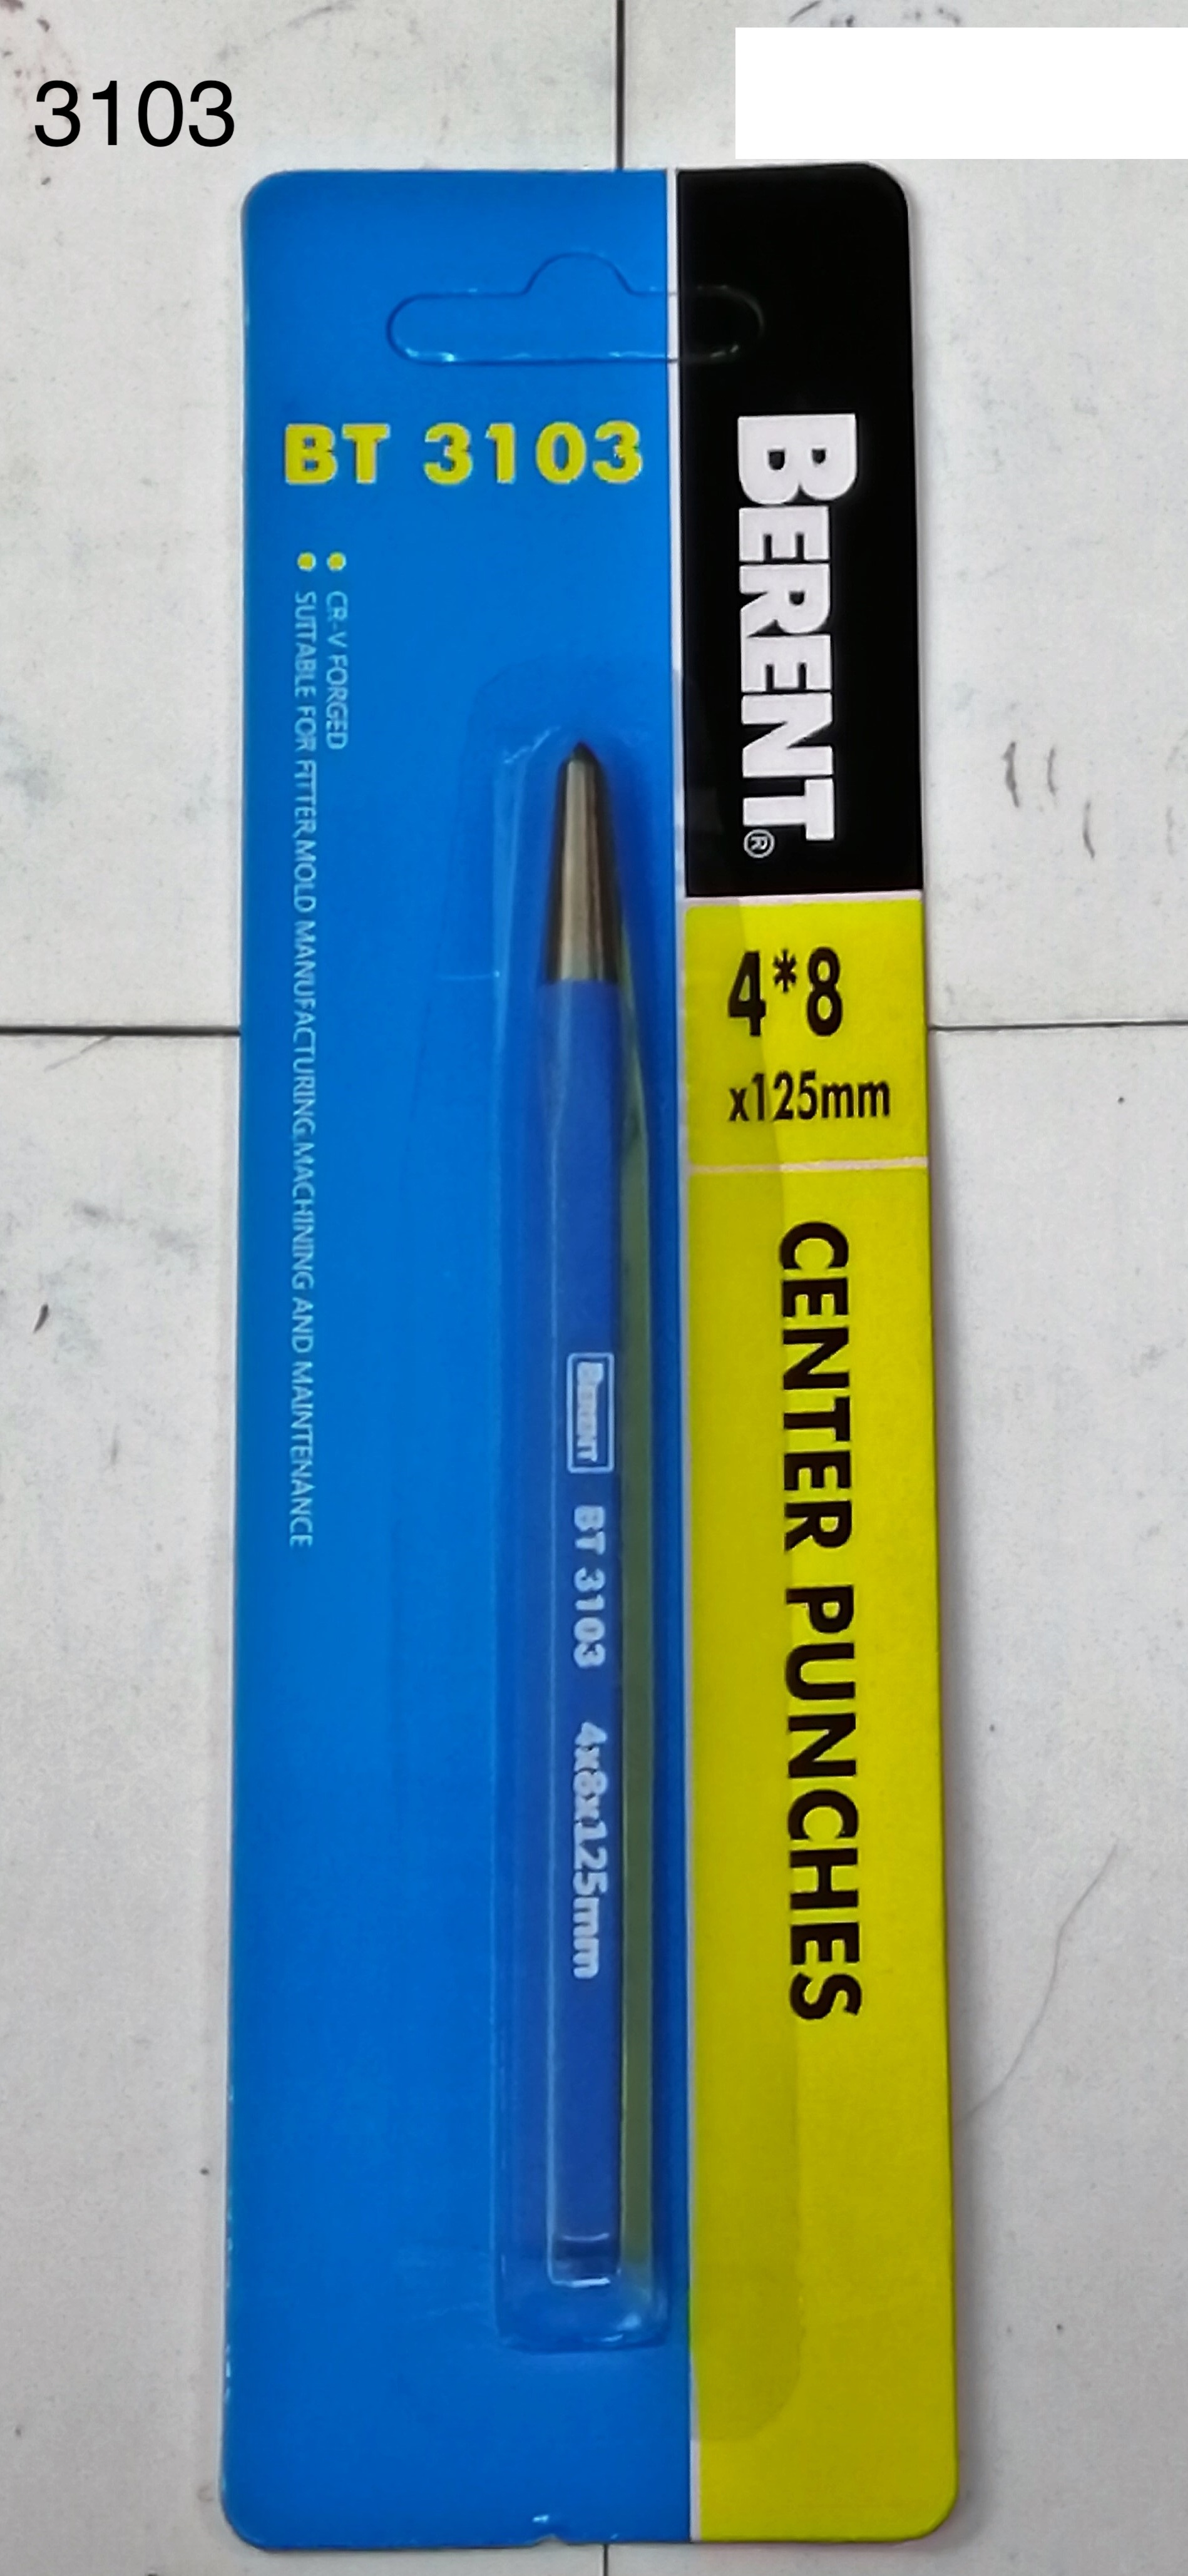 3103
BT 3103
BERENT®
CR-V FORGED
SUITABLE FOR FITTER,MOLD MANUFACTURING,MACHINING AND MAINTENANCE
4*8
x125mm
CENTER PUNCHES
BERENT BT 3103 4x8x125mm